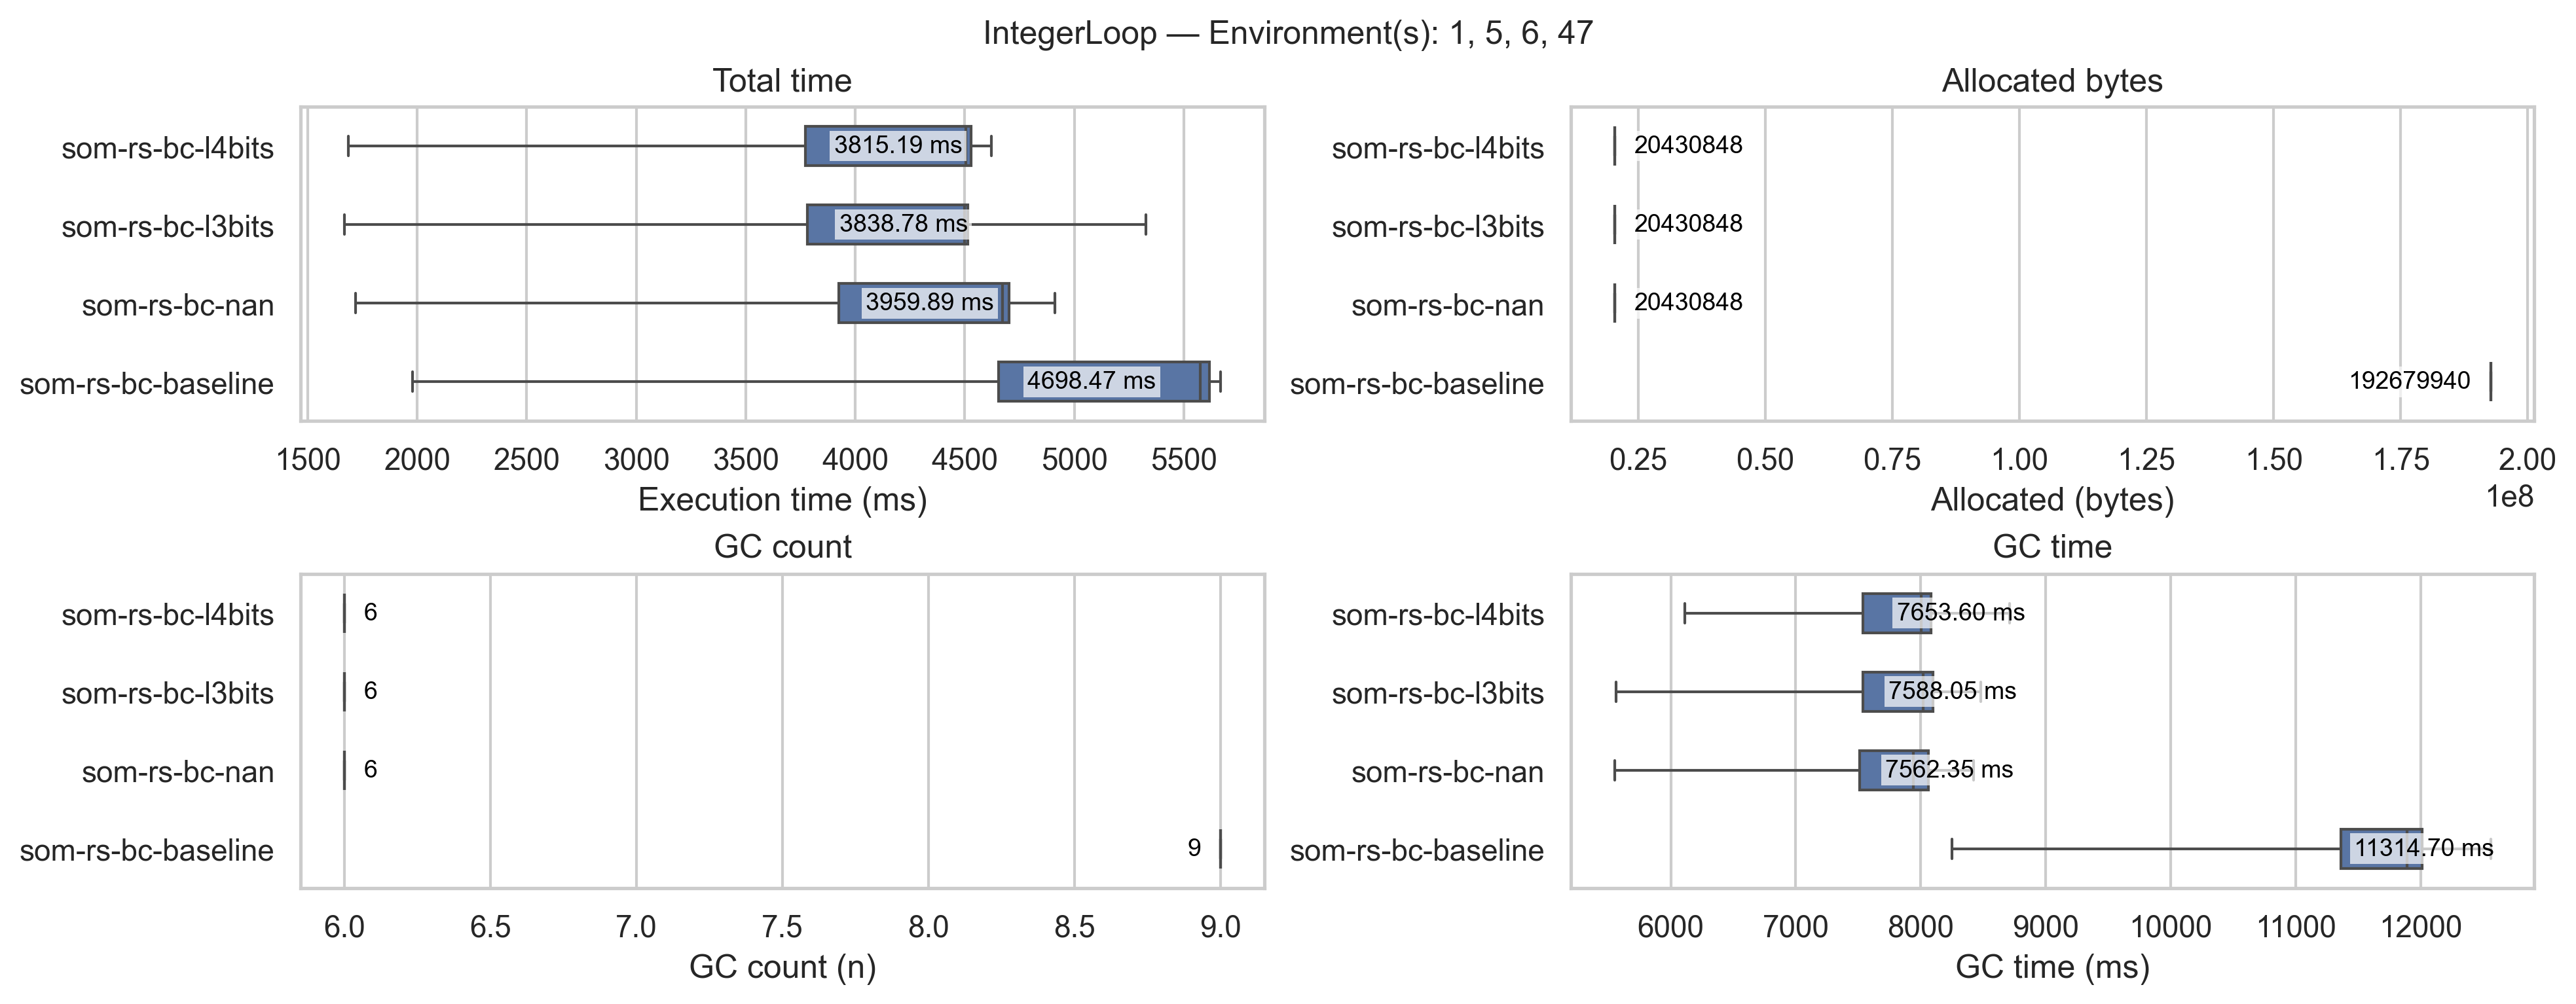 IntegerLoop — Environment(s): 1, 5, 6, 47
Total time
som-rs-bc-l4bits
3815.19 ms
som-rs-bc-l3bits
3838.78 ms
som-rs-bc-nan
3959.89 ms
som-rs-bc-baseline
4698.47 ms
1500 2000 2500 3000 3500 4000 4500 5000 5500
Execution time (ms)
Allocated bytes
som-rs-bc-l4bits
20430848
som-rs-bc-l3bits
20430848
som-rs-bc-nan
20430848
som-rs-bc-baseline
192679940
0.25 0.50 0.75 1.00 1.25 1.50 1.75 2.00
1e8
Allocated (bytes)
GC count
som-rs-bc-l4bits
6
som-rs-bc-l3bits
6
som-rs-bc-nan
6
som-rs-bc-baseline
9
6.0 6.5 7.0 7.5 8.0 8.5 9.0
GC count (n)
GC time
som-rs-bc-l4bits
7653.60 ms
som-rs-bc-l3bits
7588.05 ms
som-rs-bc-nan
7562.35 ms
som-rs-bc-baseline
11314.70 ms
6000 7000 8000 9000 10000 11000 12000
GC time (ms)